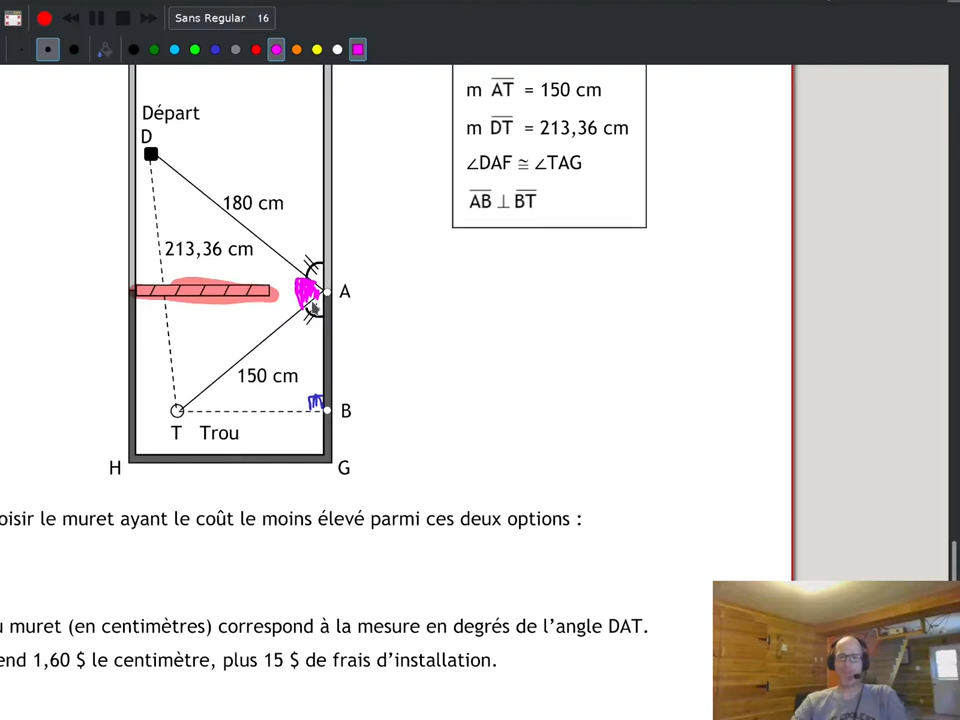 Sans Regular 16
m AT = 150 cm
m DT = 213,36 cm
∠DAF ≅ ∠TAG
AB ⊥ BT
Départ
D
180 cm
213,36 cm
A
150 cm
B
T Trou
H
G
oisir le muret ayant le coût le moins élevé parmi ces deux options :
u muret (en centimètres) correspond à la mesure en degrés de l'angle DAT.
end 1,60 $ le centimètre, plus 15 $ de frais d'installation.